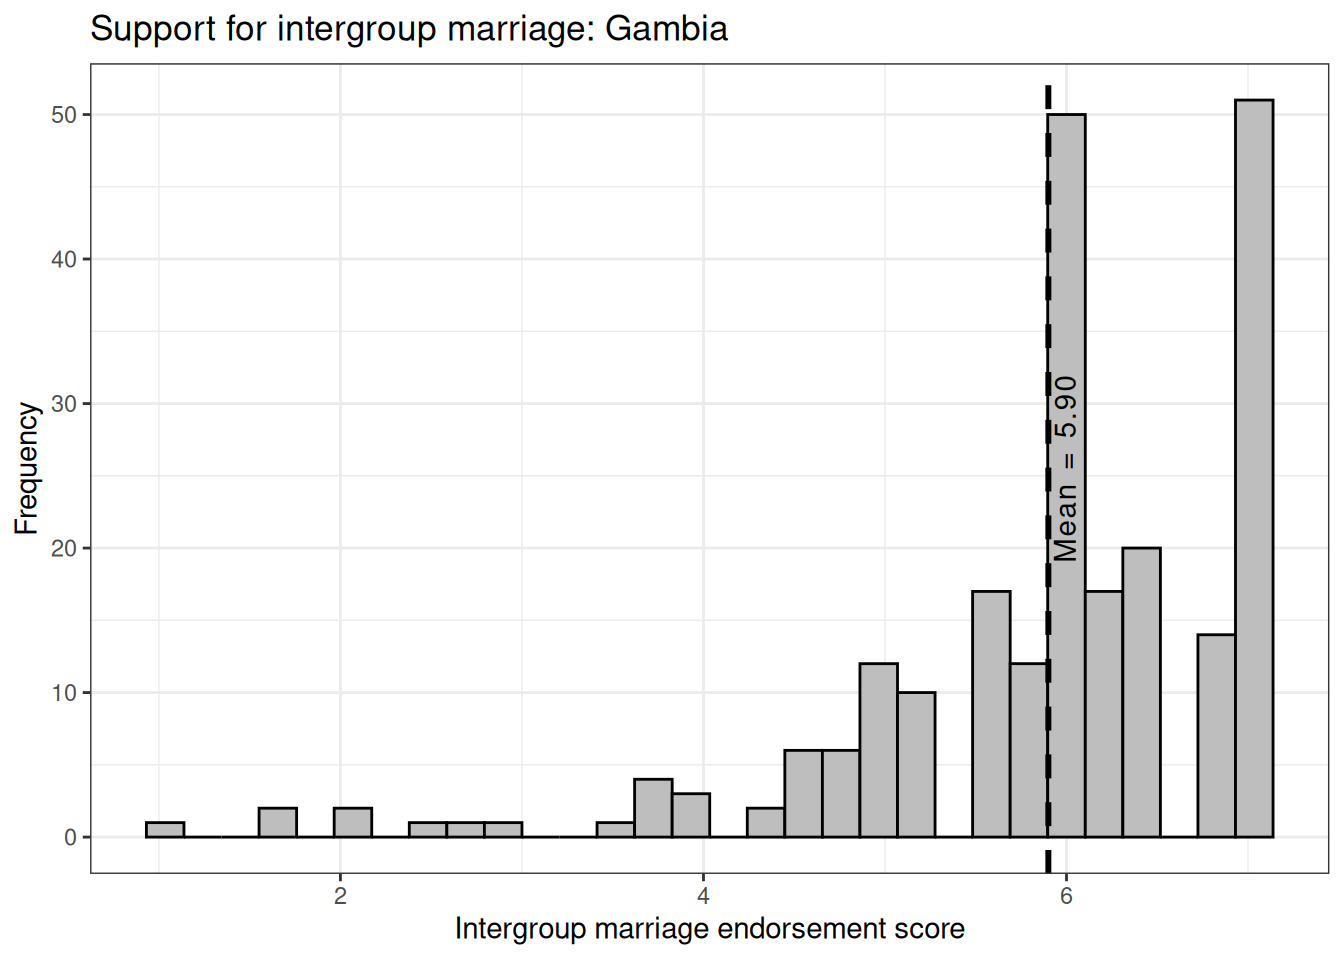 Support for intergroup marriage: Gambia
50
40
30
20
10
0
Frequency
Mean = 5.90
2
4
6
Intergroup marriage endorsement score